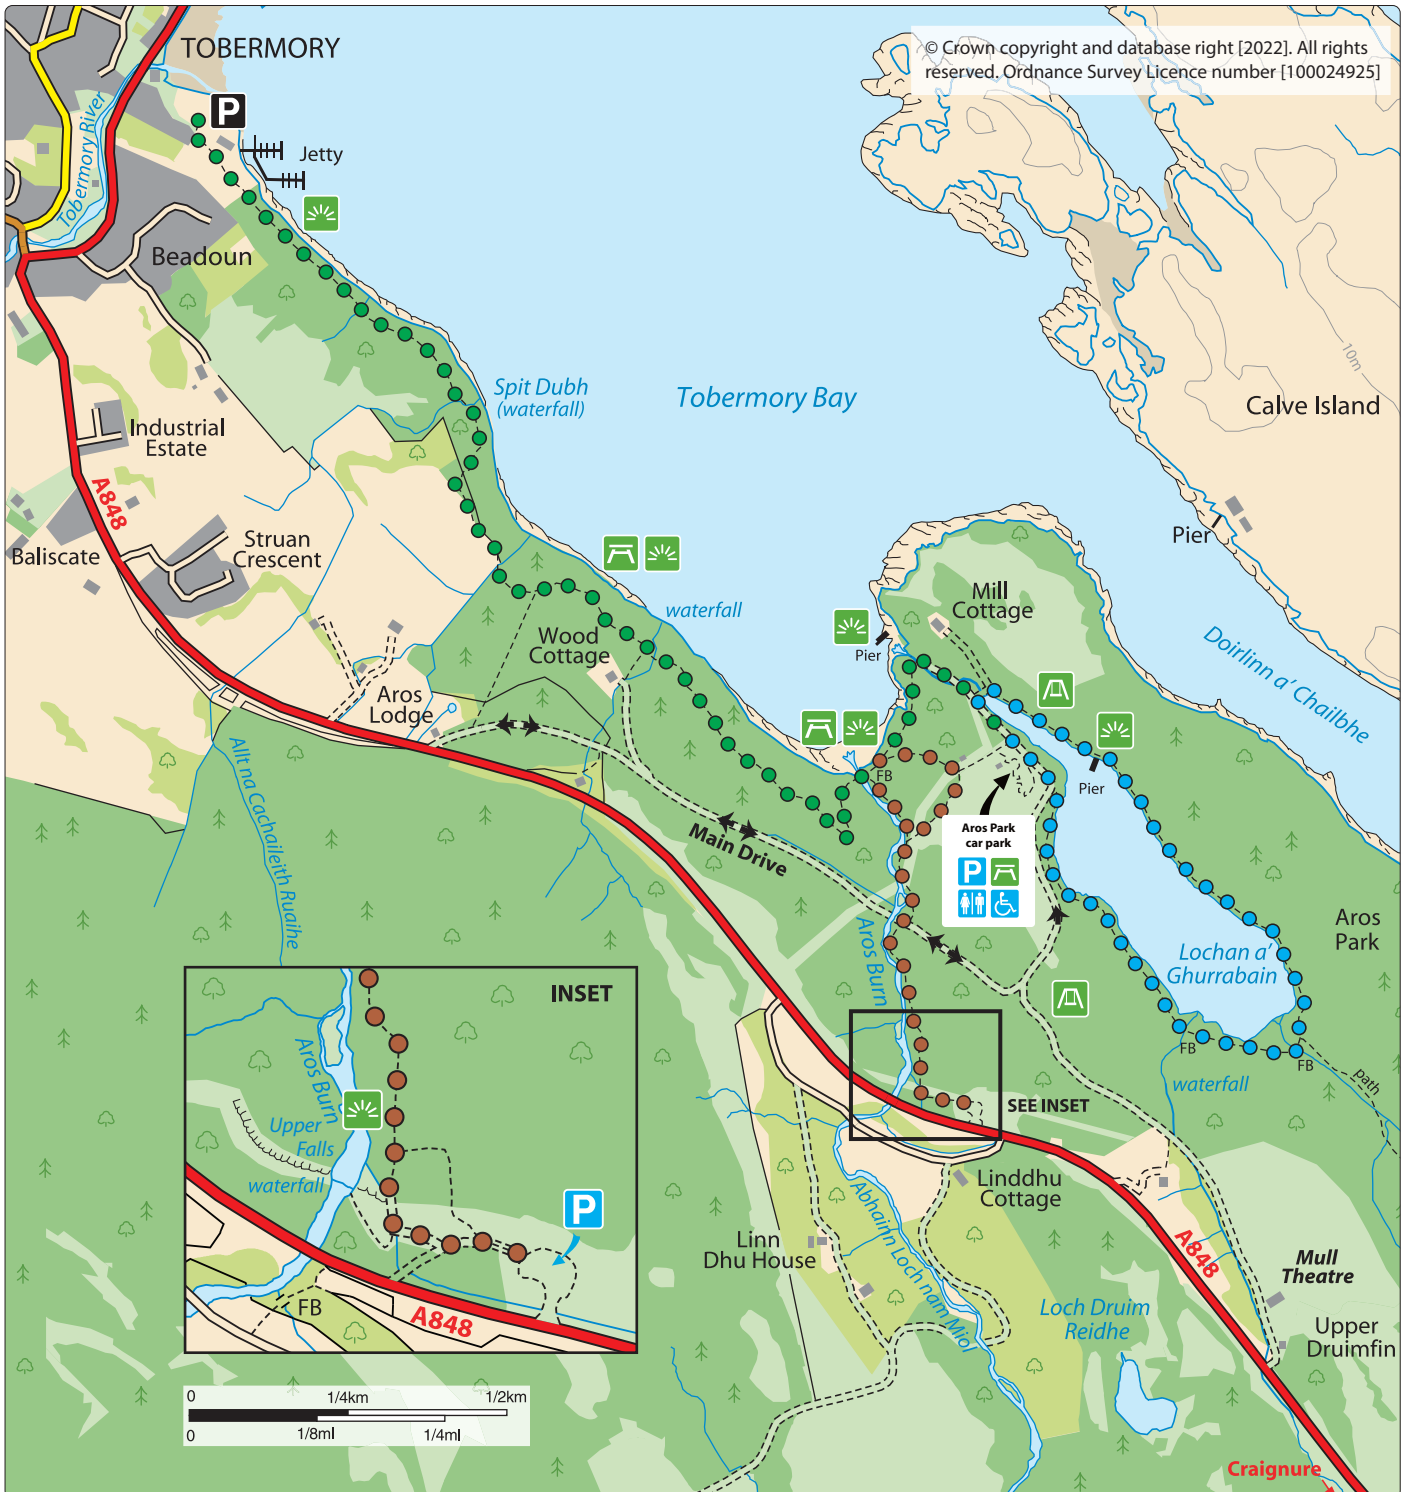 TOBERMORY
© Crown copyright and database right [2022]. All rights
reserved. Ordnance Survey Licence number [100024925]
P
Tobermory River
Jetty
Beadoun
Spit Dubh
(waterfall)
Tobermory Bay
10m
Calve Island
Industrial
Estate
A848
Baliscate
Struan
Crescent
Pier
Mill
Cottage
waterfall
Wood
Cottage
Pier
Doirlinn a' Chailbhe
Aros
Lodge
Allt na Cachaileith Ruaihe
FB
Pier
Main Drive
Aros Park
car park
P
Aros
Park
Aros Burn
Lochan a'
Ghurrabain
INSET
Aros Burn
Upper
Falls
waterfall
P
FB
A848
FB
FB
waterfall
path
SEE INSET
Linddhu
Cottage
Abhainn Loch nam Miol
Linn
Dhu House
A848
Mull
Theatre
Loch Druim
Reidhe
Upper
Druimfin
0 1/4km 1/2km
0 1/8ml 1/4ml
Craignure